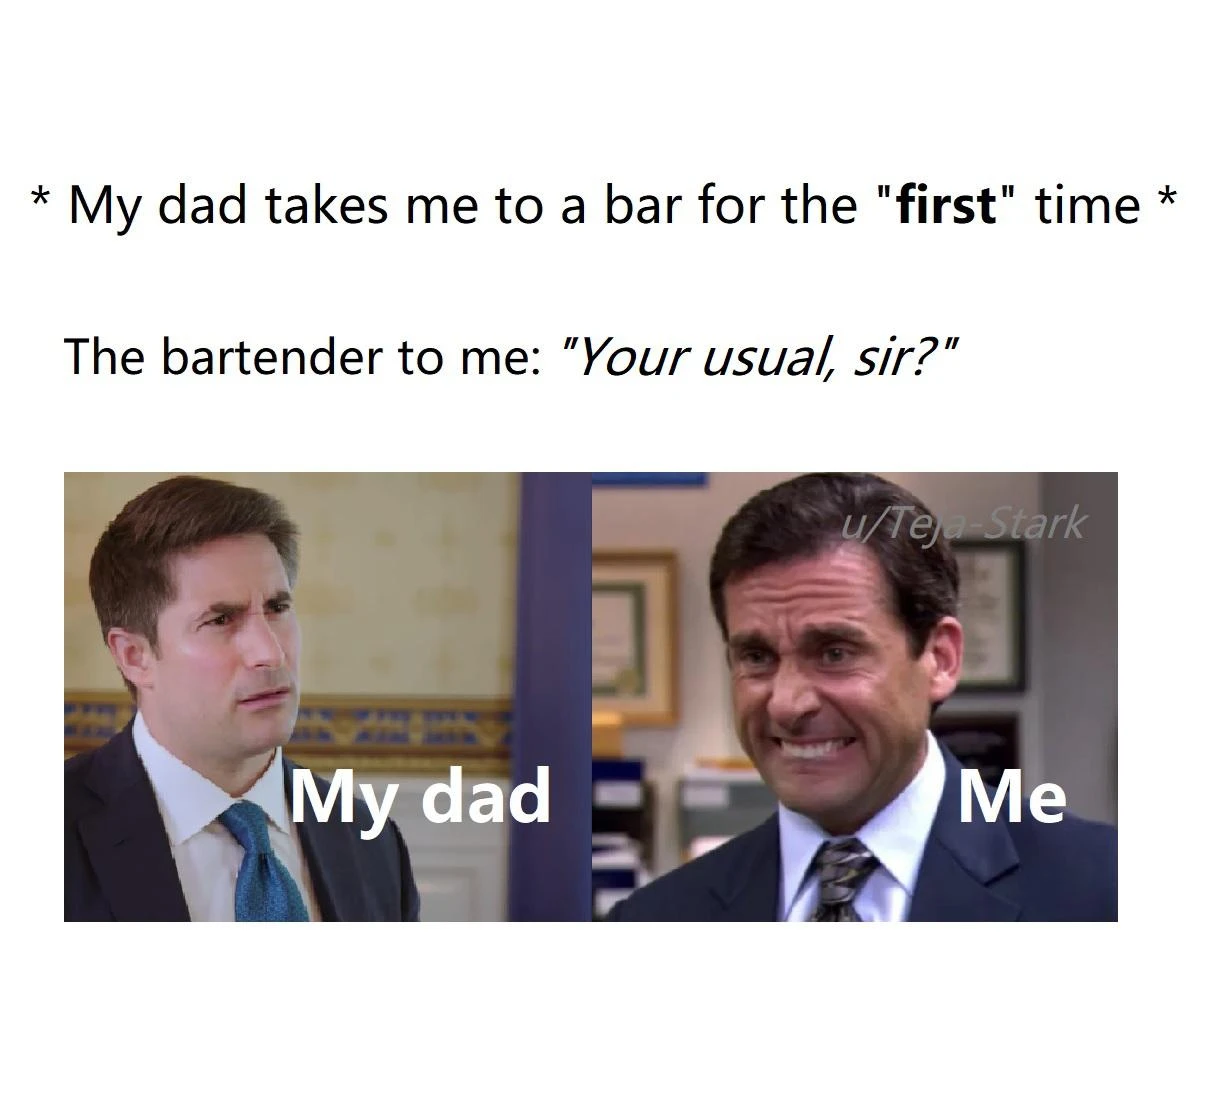 * My dad takes me to a bar for the "first" time *
The bartender to me: "Your usual, sir?"
u/Teja-Stark
My dad
Me